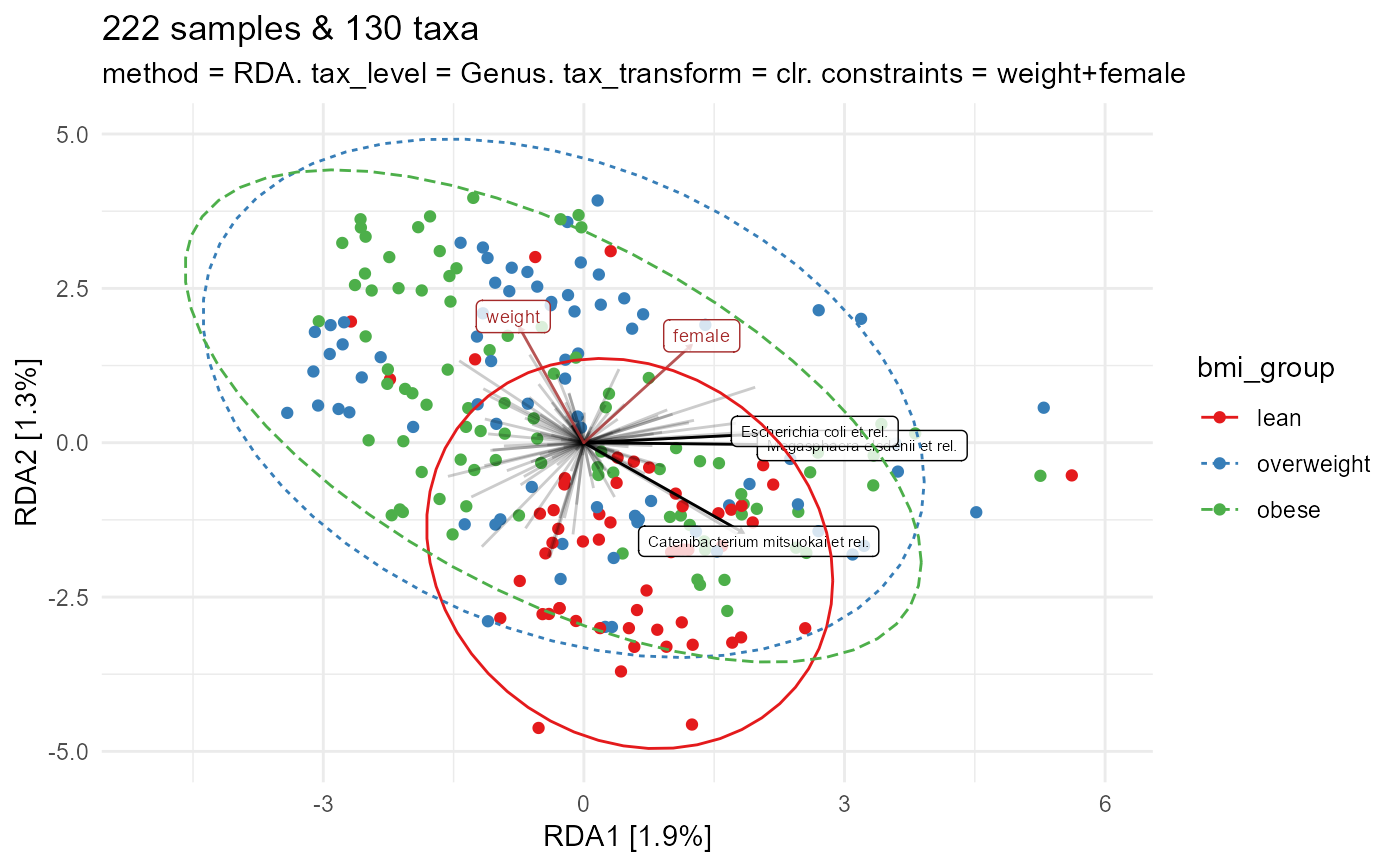 222 samples & 130 taxa
method = RDA. tax_level = Genus. tax_transform = clr. constraints = weight+female
5.0
2.5
0.0
-2.5
-5.0
RDA2 [1.3%]
weight
female
Escherichia coli et rel.
et rel.
Catenibacterium mitsuokai et rel.
-3
0
3
6
RDA1 [1.9%]
bmi_group
lean
overweight
obese